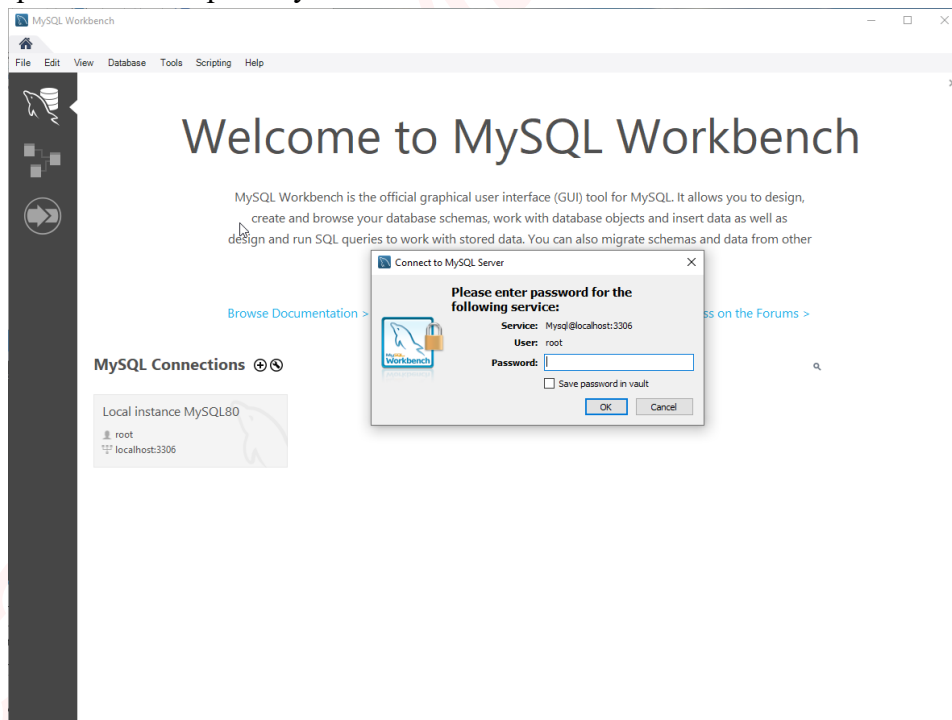 MySQL Workbench
File Edit View Database Tools Scripting Help
Welcome to MySQL Workbench
MySQL Workbench is the official graphical user interface (GUI) tool for MySQL. It allows you to design,
create and browse your database schemas, work with database objects and insert data as well as
design and run SQL queries to work with stored data. You can also migrate schemas and data from other
Connect to MySQL Server
Please enter password for the
following service:
Service: Mysql@localhost:3306
User: root
Password:
Save password in vault
OK Cancel
MySQL
Workbench
Browse Documentation >
ss on the Forums >
MySQL Connections
Local instance MySQL80
root
localhost:3306